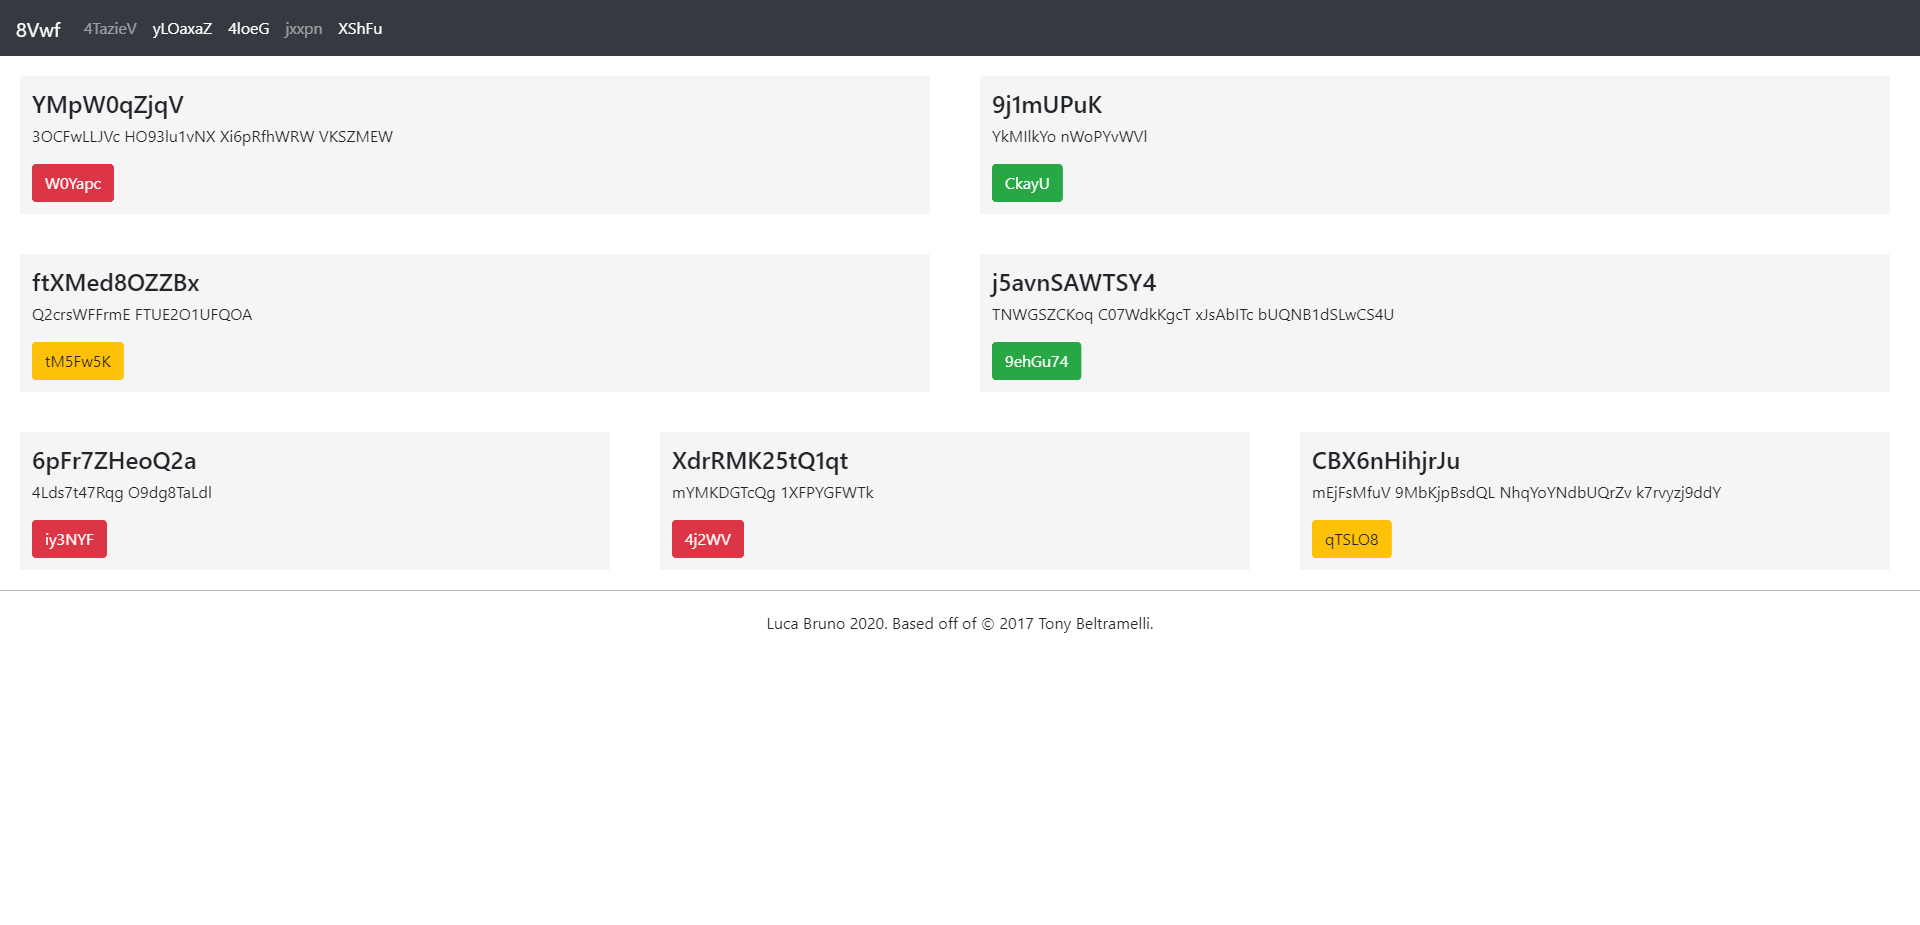 8Vwf 4TazieV yLOaxaZ 4loeG jxxpn XShFu
YMpW0qZjqV
3OCFwLLJVc HO93lu1vNX Xi6pRfhWRW VKSZMEW
W0Yapc
9j1mUPuK
YkMIlkYo nWoPYvWVl
CkayU
ftXMed8OZZBx
Q2crsWFFrmE FTUE2O1UFQOA
tM5Fw5K
j5avnSAWTSY4
TNWGSZCKoq C07WdkKgcT xJsAbITc bUQNB1dSLwCS4U
9ehGu74
6pFr7ZHeoQ2a
4Lds7t47Rqg O9dg8TaLdl
iy3NYF
XdrRMK25tQ1qt
mYMKDGTcQg 1XFPYGFWTk
4j2WV
CBX6nHihjrJu
mEjFsMfuV 9MbKjpBsdQL NhqYoYNdbUQrZv k7rvyzj9ddY
qTSLO8
Luca Bruno 2020. Based off of © 2017 Tony Beltramelli.